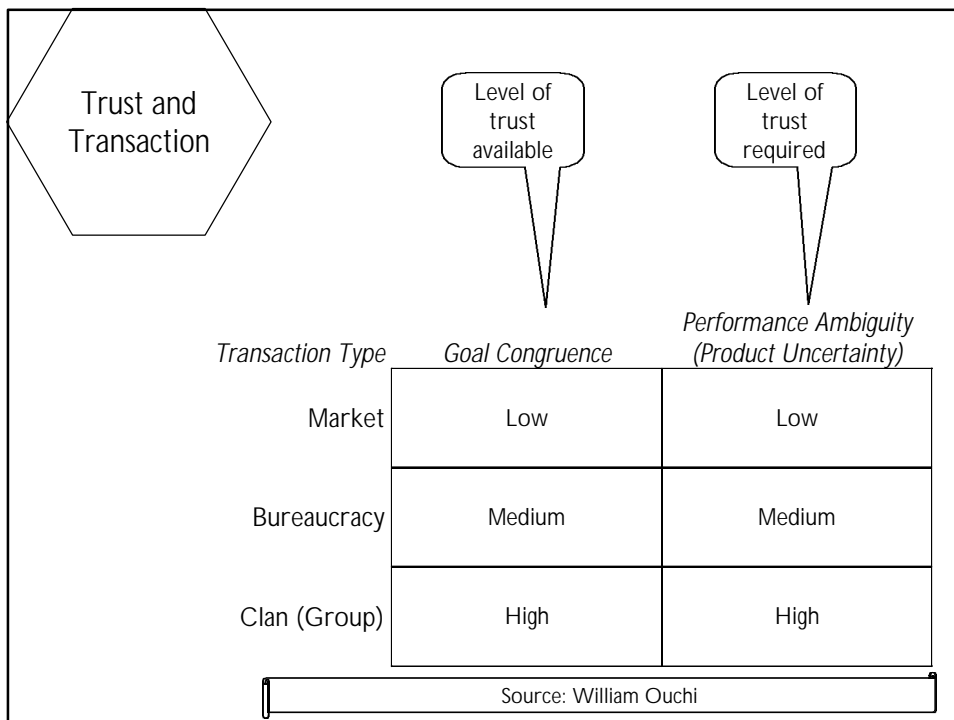 Trust and
Transaction
Level of
trust
available
Level of
trust
required
Transaction Type
Goal Congruence
Performance Ambiguity
(Product Uncertainty)
Market
Low
Low
Bureaucracy
Medium
Medium
Clan (Group)
High
High
Source: William Ouchi